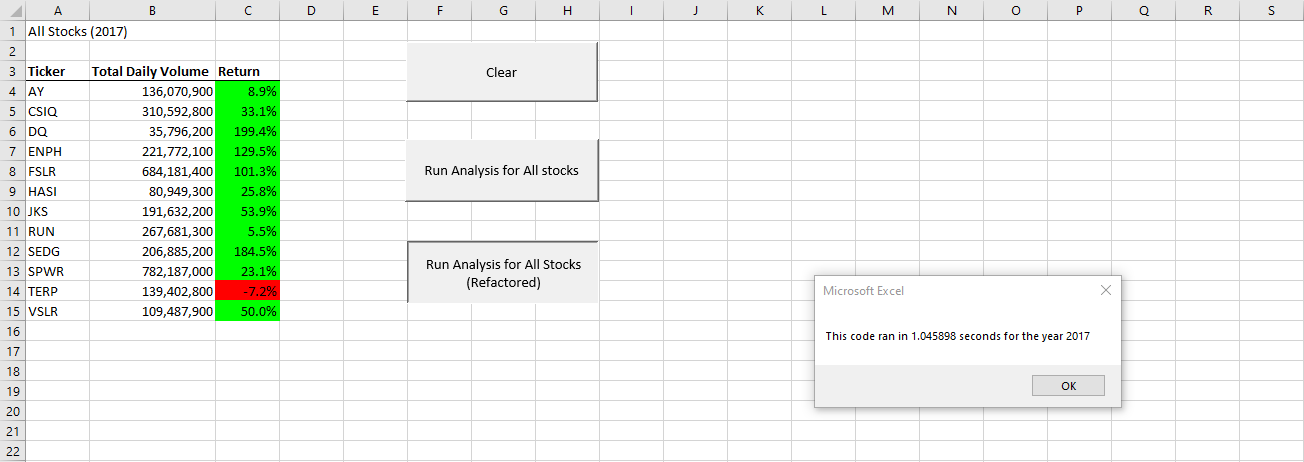 A B C D E F G H I J K L M N O P Q R S
1 All Stocks (2017)
2
3 Ticker Total Daily Volume Return
4 AY 136,070,900 8.9%
5 CSIQ 310,592,800 33.1%
6 DQ 35,796,200 199.4%
7 ENPH 221,772,100 129.5%
8 FSLR 684,181,400 101.3%
9 HASI 80,949,300 25.8%
10 JKS 191,632,200 53.9%
11 RUN 267,681,300 5.5%
12 SEDG 206,885,200 184.5%
13 SPWR 782,187,000 23.1%
14 TERP 139,402,800 -7.2%
15 VSLR 109,487,900 50.0%
16
17
18
19
20
21
22
Clear
Run Analysis for All stocks
Run Analysis for All Stocks
(Refactored)
Microsoft Excel
This code ran in 1.045898 seconds for the year 2017
OK